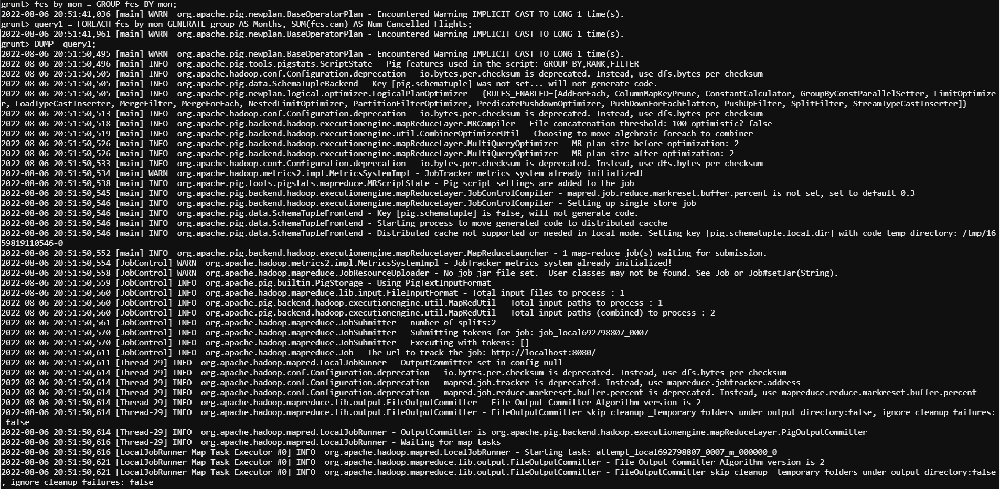 grunt> fcs_by_mon = GROUP fcs BY mon;
2022-08-06 20:51:41,036 [main] WARN  org.apache.pig.newplan.BaseOperatorPlan - Encountered Warning IMPLICIT_CAST_TO_LONG 1 time(s).
grunt> query1 = FOREACH fcs_by_mon GENERATE group AS Months, SUM(fcs.can) AS Num_Cancelled_Flights;
2022-08-06 20:51:41,961 [main] WARN  org.apache.pig.newplan.BaseOperatorPlan - Encountered Warning IMPLICIT_CAST_TO_LONG 1 time(s).
grunt> DUMP  query1;
2022-08-06 20:51:50,495 [main] WARN  org.apache.pig.newplan.BaseOperatorPlan - Encountered Warning IMPLICIT_CAST_TO_LONG 1 time(s).
2022-08-06 20:51:50,496 [main] INFO  org.apache.pig.tools.pigstats.ScriptState - Pig features used in the script: GROUP_BY,RANK,FILTER
2022-08-06 20:51:50,505 [main] INFO  org.apache.hadoop.conf.Configuration.deprecation - io.bytes.per.checksum is deprecated. Instead, use dfs.bytes-per-checksum
2022-08-06 20:51:50,505 [main] INFO  org.apache.pig.data.SchemaTupleBackend - Key [pig.schematuple] was not set... will not generate code.
2022-08-06 20:51:50,505 [main] INFO  org.apache.pig.newplan.logical.optimizer.LogicalPlanOptimizer - {RULES_ENABLED=[AddForEach, ColumnMapKeyPrune, ConstantCalculator, GroupByConstParallelSetter, LimitOptimize
r, LoadTypeCastInserter, MergeFilter, MergeForEach, NestedLimitOptimizer, PartitionFilterOptimizer, PredicatePushdownOptimizer, PushDownForEachFlatten, PushUpFilter, SplitFilter, StreamTypeCastInserter]}
2022-08-06 20:51:50,513 [main] INFO  org.apache.hadoop.conf.Configuration.deprecation - io.bytes.per.checksum is deprecated. Instead, use dfs.bytes-per-checksum
2022-08-06 20:51:50,518 [main] INFO  org.apache.pig.backend.hadoop.executionengine.mapReduceLayer.MRCompiler - File concatenation threshold: 100 optimistic? false
2022-08-06 20:51:50,519 [main] INFO  org.apache.pig.backend.hadoop.executionengine.util.CombinerOptimizerUtil - Choosing to move algebraic foreach to combiner
2022-08-06 20:51:50,526 [main] INFO  org.apache.pig.backend.hadoop.executionengine.mapReduceLayer.MultiQueryOptimizer - MR plan size before optimization: 2
2022-08-06 20:51:50,526 [main] INFO  org.apache.pig.backend.hadoop.executionengine.mapReduceLayer.MultiQueryOptimizer - MR plan size after optimization: 2
2022-08-06 20:51:50,533 [main] INFO  org.apache.hadoop.conf.Configuration.deprecation - io.bytes.per.checksum is deprecated. Instead, use dfs.bytes-per-checksum
2022-08-06 20:51:50,534 [main] WARN  org.apache.hadoop.metrics2.impl.MetricsSystemImpl - JobTracker metrics system already initialized!
2022-08-06 20:51:50,538 [main] INFO  org.apache.pig.tools.pigstats.mapreduce.MRScriptState - Pig script settings are added to the job
2022-08-06 20:51:50,545 [main] INFO  org.apache.pig.backend.hadoop.executionengine.mapReduceLayer.JobControlCompiler - mapred.job.reduce.markreset.buffer.percent is not set, set to default 0.3
2022-08-06 20:51:50,546 [main] INFO  org.apache.pig.backend.hadoop.executionengine.mapReduceLayer.JobControlCompiler - Setting up single store job
2022-08-06 20:51:50,546 [main] INFO  org.apache.pig.data.SchemaTupleFrontend - Key [pig.schematuple] is false, will not generate code.
2022-08-06 20:51:50,546 [main] INFO  org.apache.pig.data.SchemaTupleFrontend - Starting process to move generated code to distributed cacche
2022-08-06 20:51:50,546 [main] INFO  org.apache.pig.data.SchemaTupleFrontend - Distributed cache not supported or needed in local mode. Setting key [pig.schematuple.local.dir] with code temp directory: /tmp/16
59819110546-0
2022-08-06 20:51:50,552 [main] INFO  org.apache.pig.backend.hadoop.executionengine.mapReduceLayer.MapReduceLauncher - 1 map-reduce job(s) waiting for submission.
2022-08-06 20:51:50,554 [JobControl] WARN  org.apache.hadoop.metrics2.impl.MetricsSystemImpl - JobTracker metrics system already initialized!
2022-08-06 20:51:50,558 [JobControl] WARN  org.apache.hadoop.mapreduce.JobResourceUploader - No job jar file set.  User classes may not be found. See Job or Job#setJar(String).
2022-08-06 20:51:50,559 [JobControl] INFO  org.apache.pig.builtin.PigStorage - Using PigTextInputFormat
2022-08-06 20:51:50,560 [JobControl] INFO  org.apache.hadoop.mapreduce.lib.input.FileInputFormat - Total input files to process : 1
2022-08-06 20:51:50,560 [JobControl] INFO  org.apache.pig.backend.hadoop.executionengine.util.MapRedUtil - Total input paths to process : 1
2022-08-06 20:51:50,560 [JobControl] INFO  org.apache.pig.backend.hadoop.executionengine.util.MapRedUtil - Total input paths (combined) to process : 2
2022-08-06 20:51:50,561 [JobControl] INFO  org.apache.hadoop.mapreduce.JobSubmitter - number of splits:2
2022-08-06 20:51:50,570 [JobControl] INFO  org.apache.hadoop.mapreduce.JobSubmitter - Submitting tokens for job: job_local692798807_0007
2022-08-06 20:51:50,570 [JobControl] INFO  org.apache.hadoop.mapreduce.JobSubmitter - Executing with tokens: []
2022-08-06 20:51:50,611 [JobControl] INFO  org.apache.hadoop.mapreduce.Job - The url to track the job: http://localhost:8080/
2022-08-06 20:51:50,611 [Thread-29] INFO  org.apache.hadoop.mapred.LocalJobRunner - OutputCommitter set in config null
2022-08-06 20:51:50,614 [Thread-29] INFO  org.apache.hadoop.conf.Configuration.deprecation - io.bytes.per.checksum is deprecated. Instead, use dfs.bytes-per-checksum
2022-08-06 20:51:50,614 [Thread-29] INFO  org.apache.hadoop.conf.Configuration.deprecation - mapred.job.tracker is deprecated. Instead, use mapreduce.jobtracker.address
2022-08-06 20:51:50,614 [Thread-29] INFO  org.apache.hadoop.conf.Configuration.deprecation - mapred.job.reduce.markreset.buffer.percent is deprecated. Instead, use mapreduce.reduce.markreset.buffer.percent
2022-08-06 20:51:50,614 [Thread-29] INFO  org.apache.hadoop.mapreduce.lib.output.FileOutputCommitter - File Output Committer Algorithm version is 2
2022-08-06 20:51:50,614 [Thread-29] INFO  org.apache.hadoop.mapreduce.lib.output.FileOutputCommitter - FileOutputCommitter skip cleanup _temporary folders under output directory:false, ignore cleanup failures:
 false
2022-08-06 20:51:50,614 [Thread-29] INFO  org.apache.hadoop.mapred.LocalJobRunner - OutputCommitter is org.apache.pig.backend.hadoop.executionengine.mapReduceLayer.PigOutputCommitter
2022-08-06 20:51:50,616 [Thread-29] INFO  org.apache.hadoop.mapred.LocalJobRunner - Waiting for map tasks
2022-08-06 20:51:50,616 [LocalJobRunner Map Task Executor #0] INFO  org.apache.hadoop.mapred.LocalJobRunner - Starting task: attempt_local692798807_0007_m_000000_0
2022-08-06 20:51:50,621 [LocalJobRunner Map Task Executor #0] INFO  org.apache.hadoop.mapreduce.lib.output.FileOutputCommitter - File Output Committer Algorithm version is 2
2022-08-06 20:51:50,621 [LocalJobRunner Map Task Executor #0] INFO  org.apache.hadoop.mapreduce.lib.output.FileOutputCommitter - FileOutputCommitter skip cleanup _temporary folders under output directory:false
, ignore cleanup failures: false